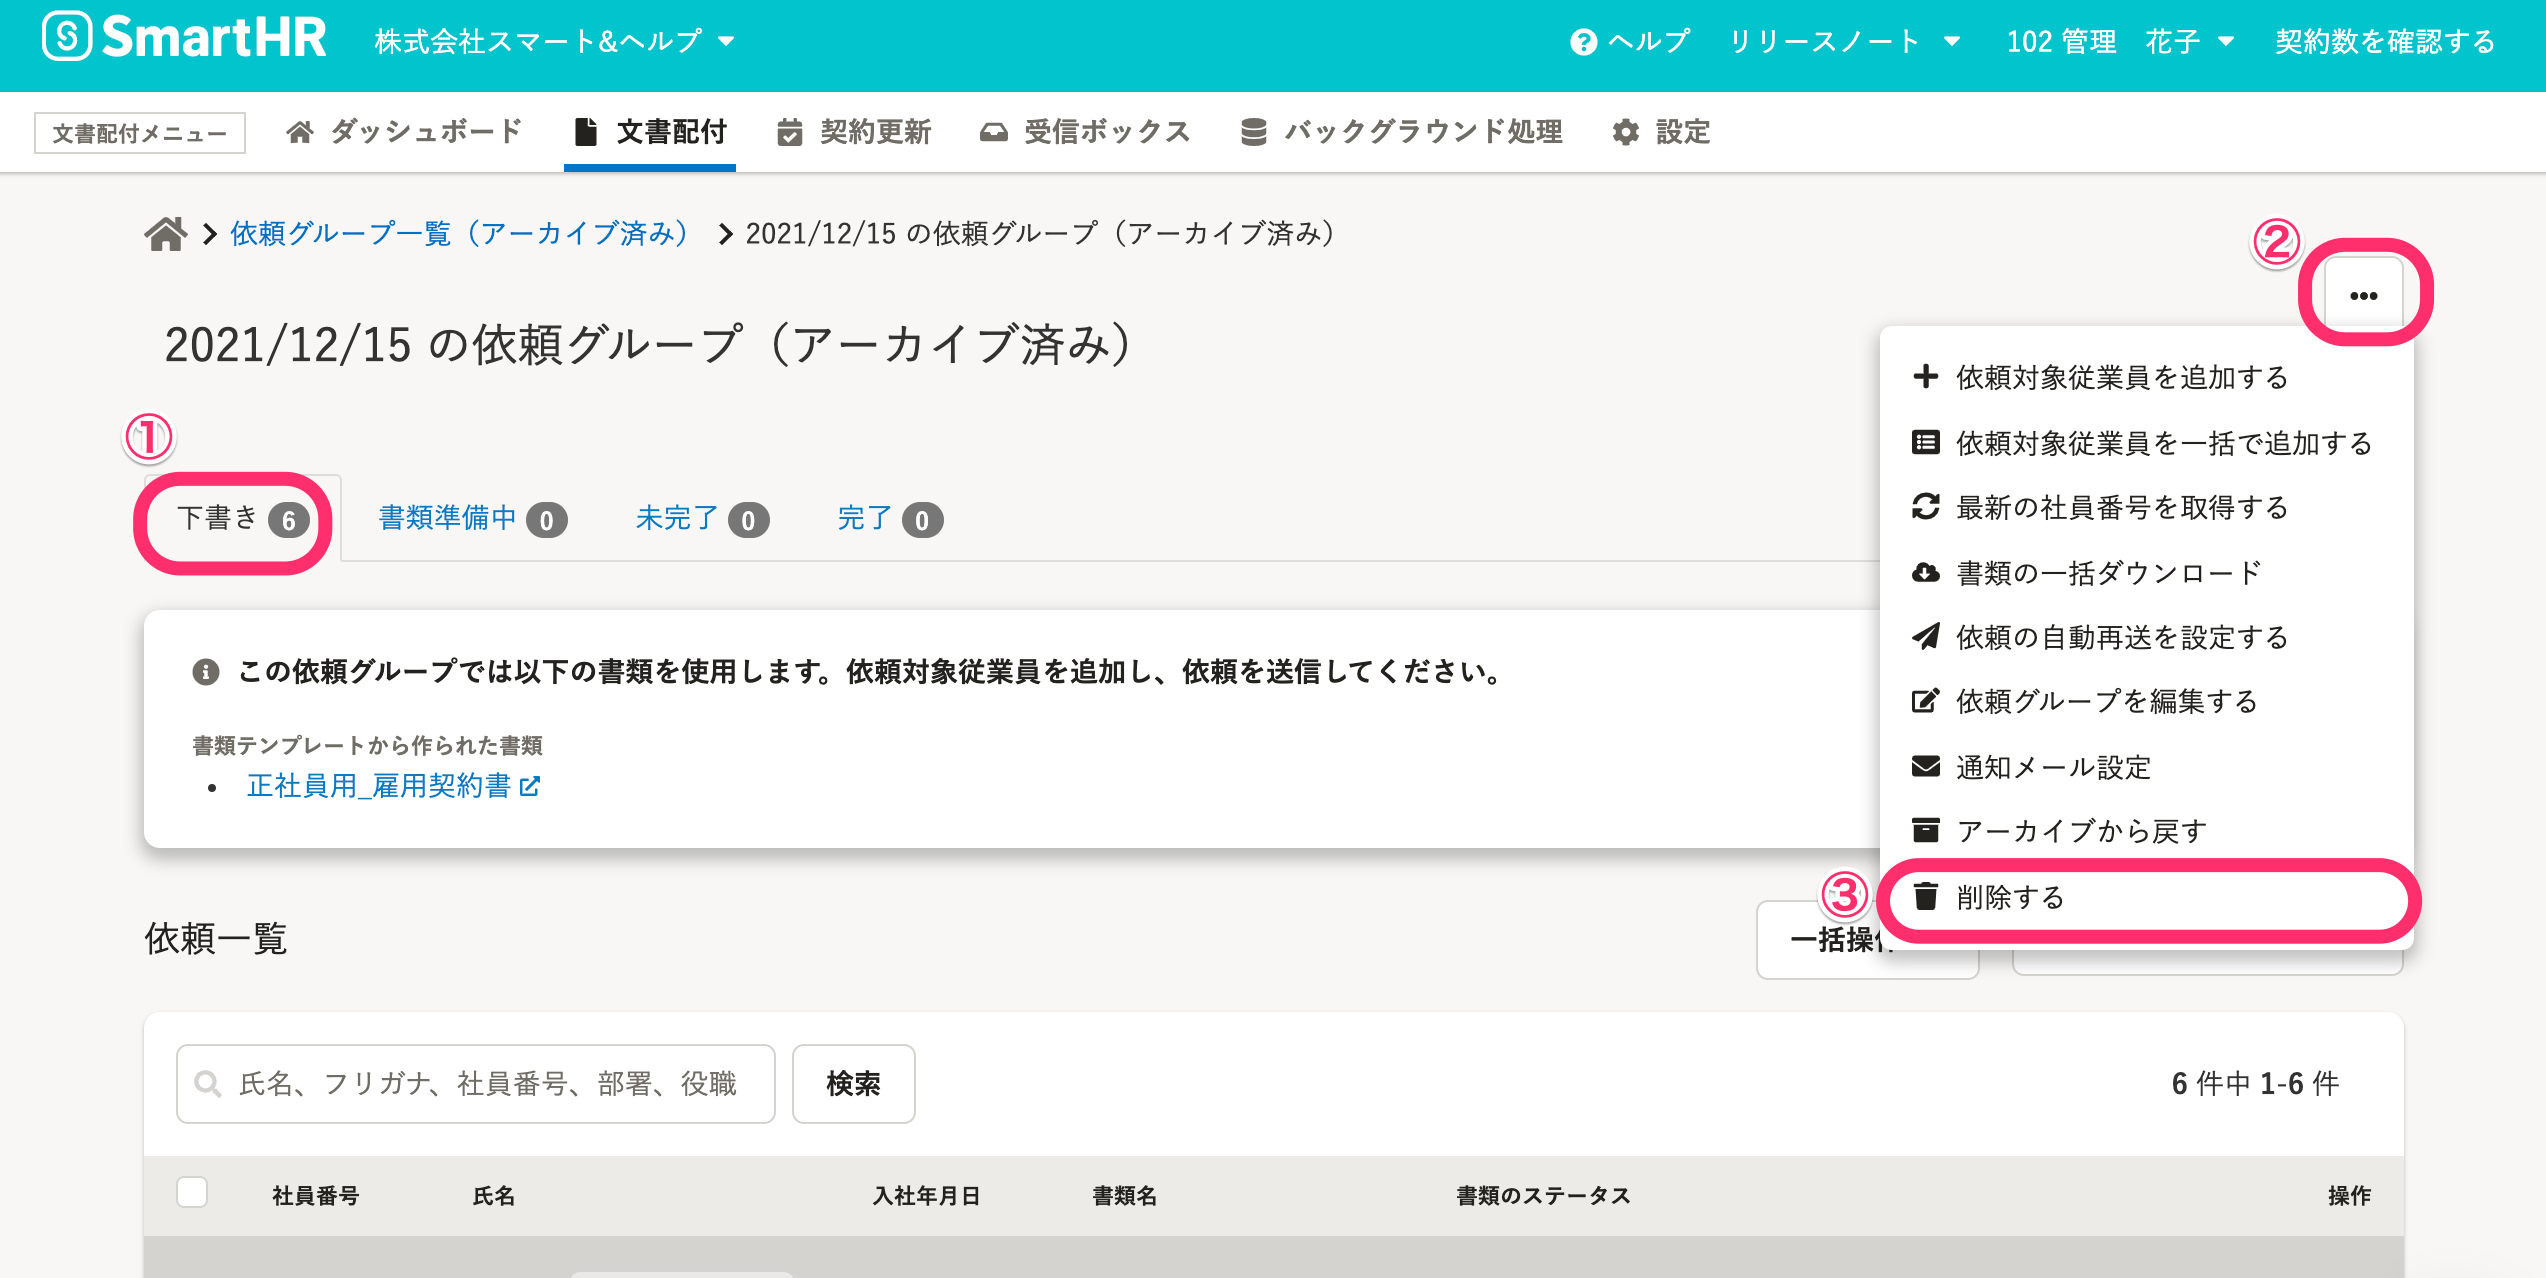 SmartHR 株式会社スマート&ヘルプ ヘルプ リリースノート 102 管理 花子 契約数を確認する
文書配付メニュー ダッシュボード 文書配付 契約更新 受信ボックス バックグラウンド処理 設定
依頼グループ一覧（アーカイブ済み） 2021/12/15 の依頼グループ（アーカイブ済み）
②
2021/12/15 の依頼グループ（アーカイブ済み）
依頼対象従業員を追加する
依頼対象従業員を一括で追加する
最新の社員番号を取得する
書類の一括ダウンロード
依頼の自動再送を設定する
依頼グループを編集する
通知メール設定
アーカイブから戻す
③
削除する
①
下書き 6 書類準備中 0 未完了 0 完了 0
この依頼グループでは以下の書類を使用します。依頼対象従業員を追加し、依頼を送信してください。
書類テンプレートから作られた書類
• 正社員用_雇用契約書
依頼一覧 一括操作
氏名、フリガナ、社員番号、部署、役職 検索 6 件中 1-6 件
社員番号 氏名 入社年月日 書類名 書類のステータス 操作